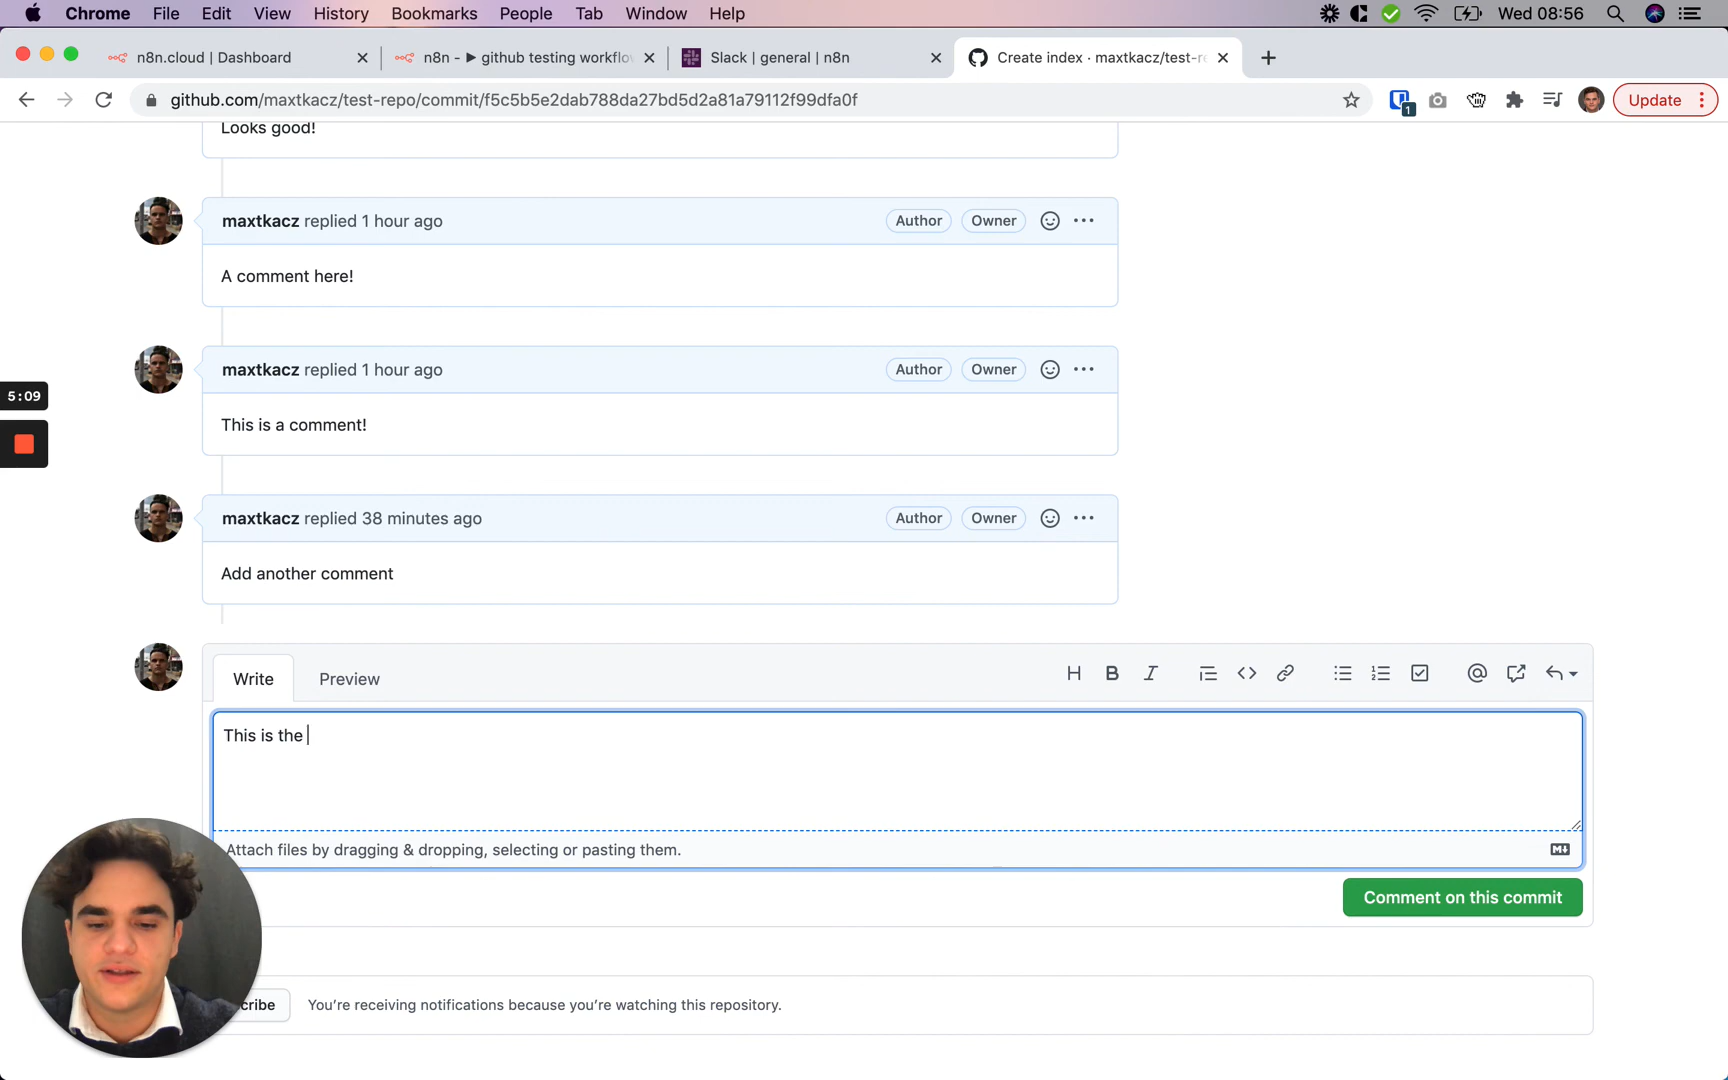 Chrome File Edit View History Bookmarks People Tab Window Help Wed 08:56
n8n.cloud | Dashboard
n8n - ▶ github testing workflo
Slack | general | n8n
Create index · maxtkacz/test-re
github.com/maxtkacz/test-repo/commit/f5c5b5e2dab788da27bd5d2a81a79112f99dfa0f
1
Update
Looks good!
maxtkacz replied 1 hour ago Author Owner
A comment here!
maxtkacz replied 1 hour ago Author Owner
5:09
This is a comment!
maxtkacz replied 38 minutes ago Author Owner
Add another comment
Write Preview
This is the
Attach files by dragging & dropping, selecting or pasting them.
Comment on this commit
cribe You're receiving notifications because you're watching this repository.